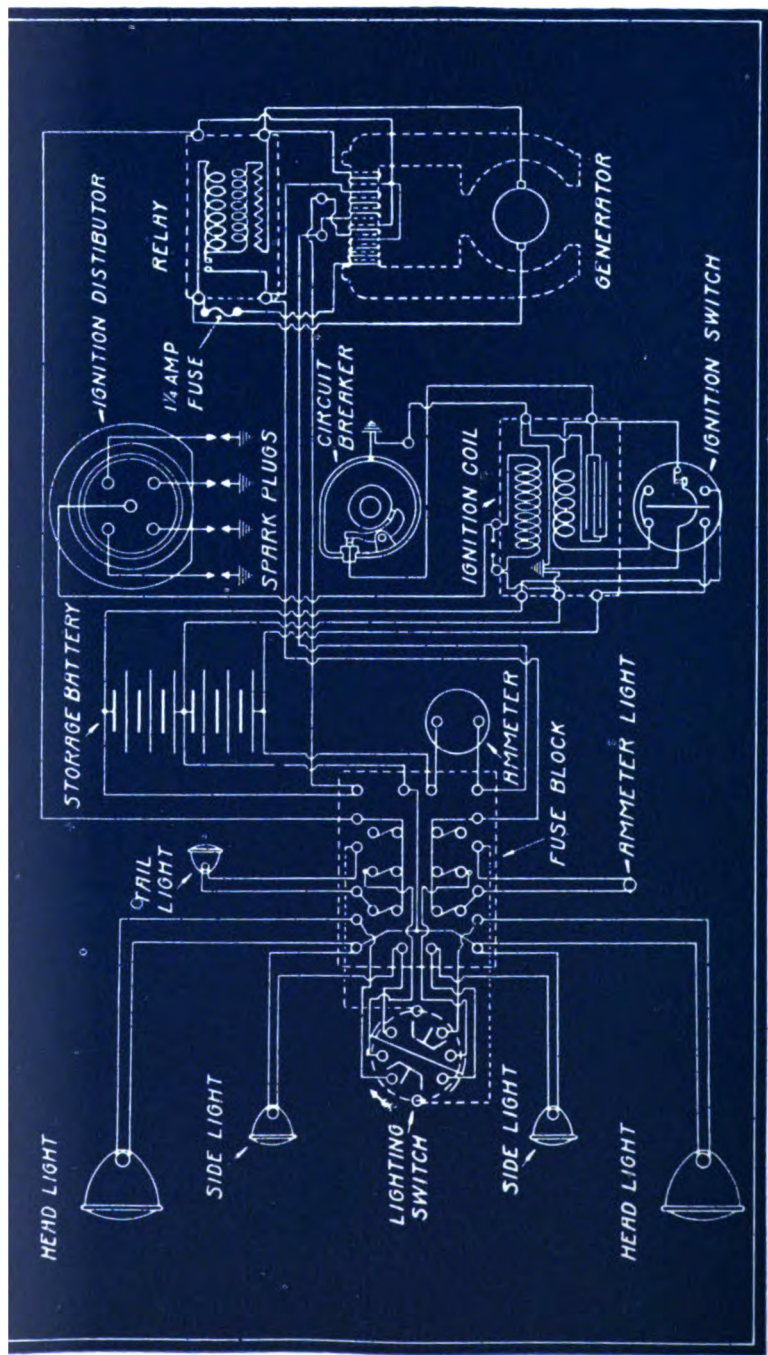 HEAD LIGHT
SIDE LIGHT
LIGHTING
SWITCH
SIDE LIGHT
HEAD LIGHT
TAIL
LIGHT
STORAGE BATTERY
AMMETER
FUSE BLOCK
AMMETER LIGHT
IGNITION DISTRIBUTOR
SPARK PLUGS
1¼ AMP
FUSE
RELAY
CIRCUIT
BREAKER
IGNITION COIL
GENERATOR
IGNITION SWITCH